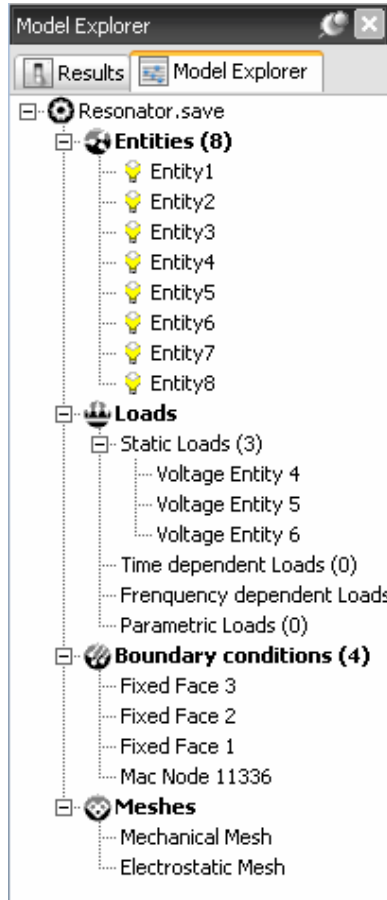 Model Explorer
Results Model Explorer
Resonator.save
Entities (8)
Entity1
Entity2
Entity3
Entity4
Entity5
Entity6
Entity7
Entity8
Loads
Static Loads (3)
Voltage Entity 4
Voltage Entity 5
Voltage Entity 6
Time dependent Loads (0)
Frenquency dependent Loads
Parametric Loads (0)
Boundary conditions (4)
Fixed Face 3
Fixed Face 2
Fixed Face 1
Mac Node 11336
Meshes
Mechanical Mesh
Electrostatic Mesh